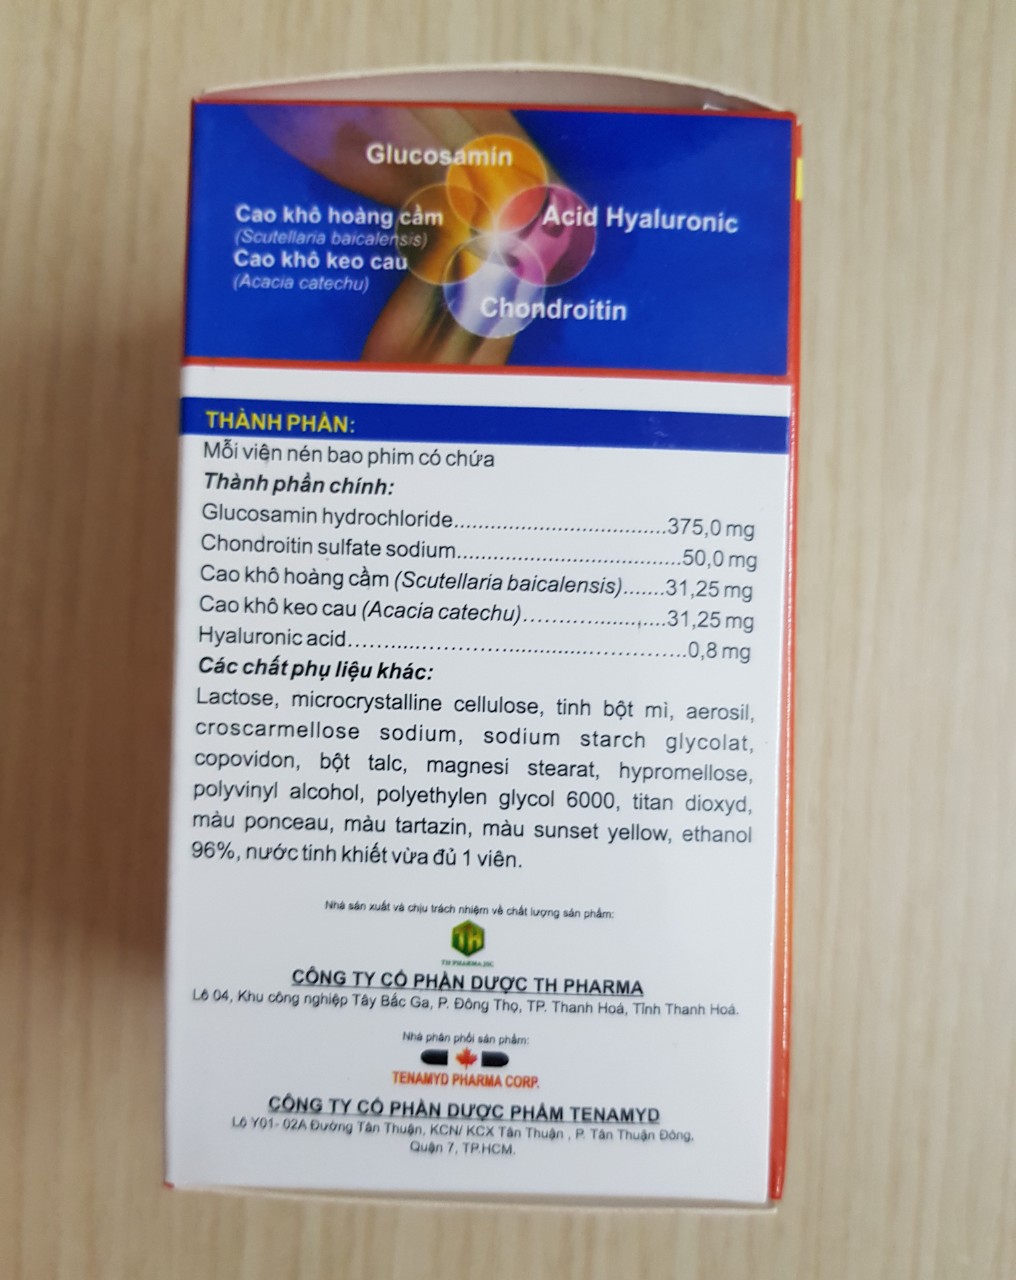 Glucosamin
Cao khô hoàng cầm
(Scutellaria baicalensis)
Acid Hyaluronic
Cao khô keo cau
(Acacia catechu)
Chondroitin
THÀNH PHẦN:
Mỗi viên nén bao phim có chứa
Thành phần chính:
Glucosamin hydrochloride....................................375,0 mg
Chondroitin sulfate sodium......................................50,0 mg
Cao khô hoàng cầm (Scutellaria baicalensis).......31,25 mg
Cao khô keo cau (Acacia catechu)........................31,25 mg
Hyaluronic acid.........................................................0,8 mg
Các chất phụ liệu khác:
Lactose, microcrystalline cellulose, tinh bột mì, aerosil,
croscarmellose sodium, sodium starch glycolat,
copovidon, bột talc, magnesi stearat, hypromellose,
polyvinyl alcohol, polyethylen glycol 6000, titan dioxyd,
màu ponceau, màu tartazin, màu sunset yellow, ethanol
96%, nước tinh khiết vừa đủ 1 viên.
Nhà sản xuất và chịu trách nhiệm về chất lượng sản phẩm:
TH
TH PHARMA.JSC
CÔNG TY CỔ PHẦN DƯỢC TH PHARMA
Lô 04, Khu công nghiệp Tây Bắc Ga, P. Đông Thọ, TP. Thanh Hoá, Tỉnh Thanh Hoá.
Nhà phân phối sản phẩm:
TENAMYD PHARMA CORP.
CÔNG TY CỔ PHẦN DƯỢC PHẨM TENAMYD
Lô Y01- 02A Đường Tân Thuận, KCN/ KCX Tân Thuận , P. Tân Thuận Đông,
Quận 7, TP.HCM.